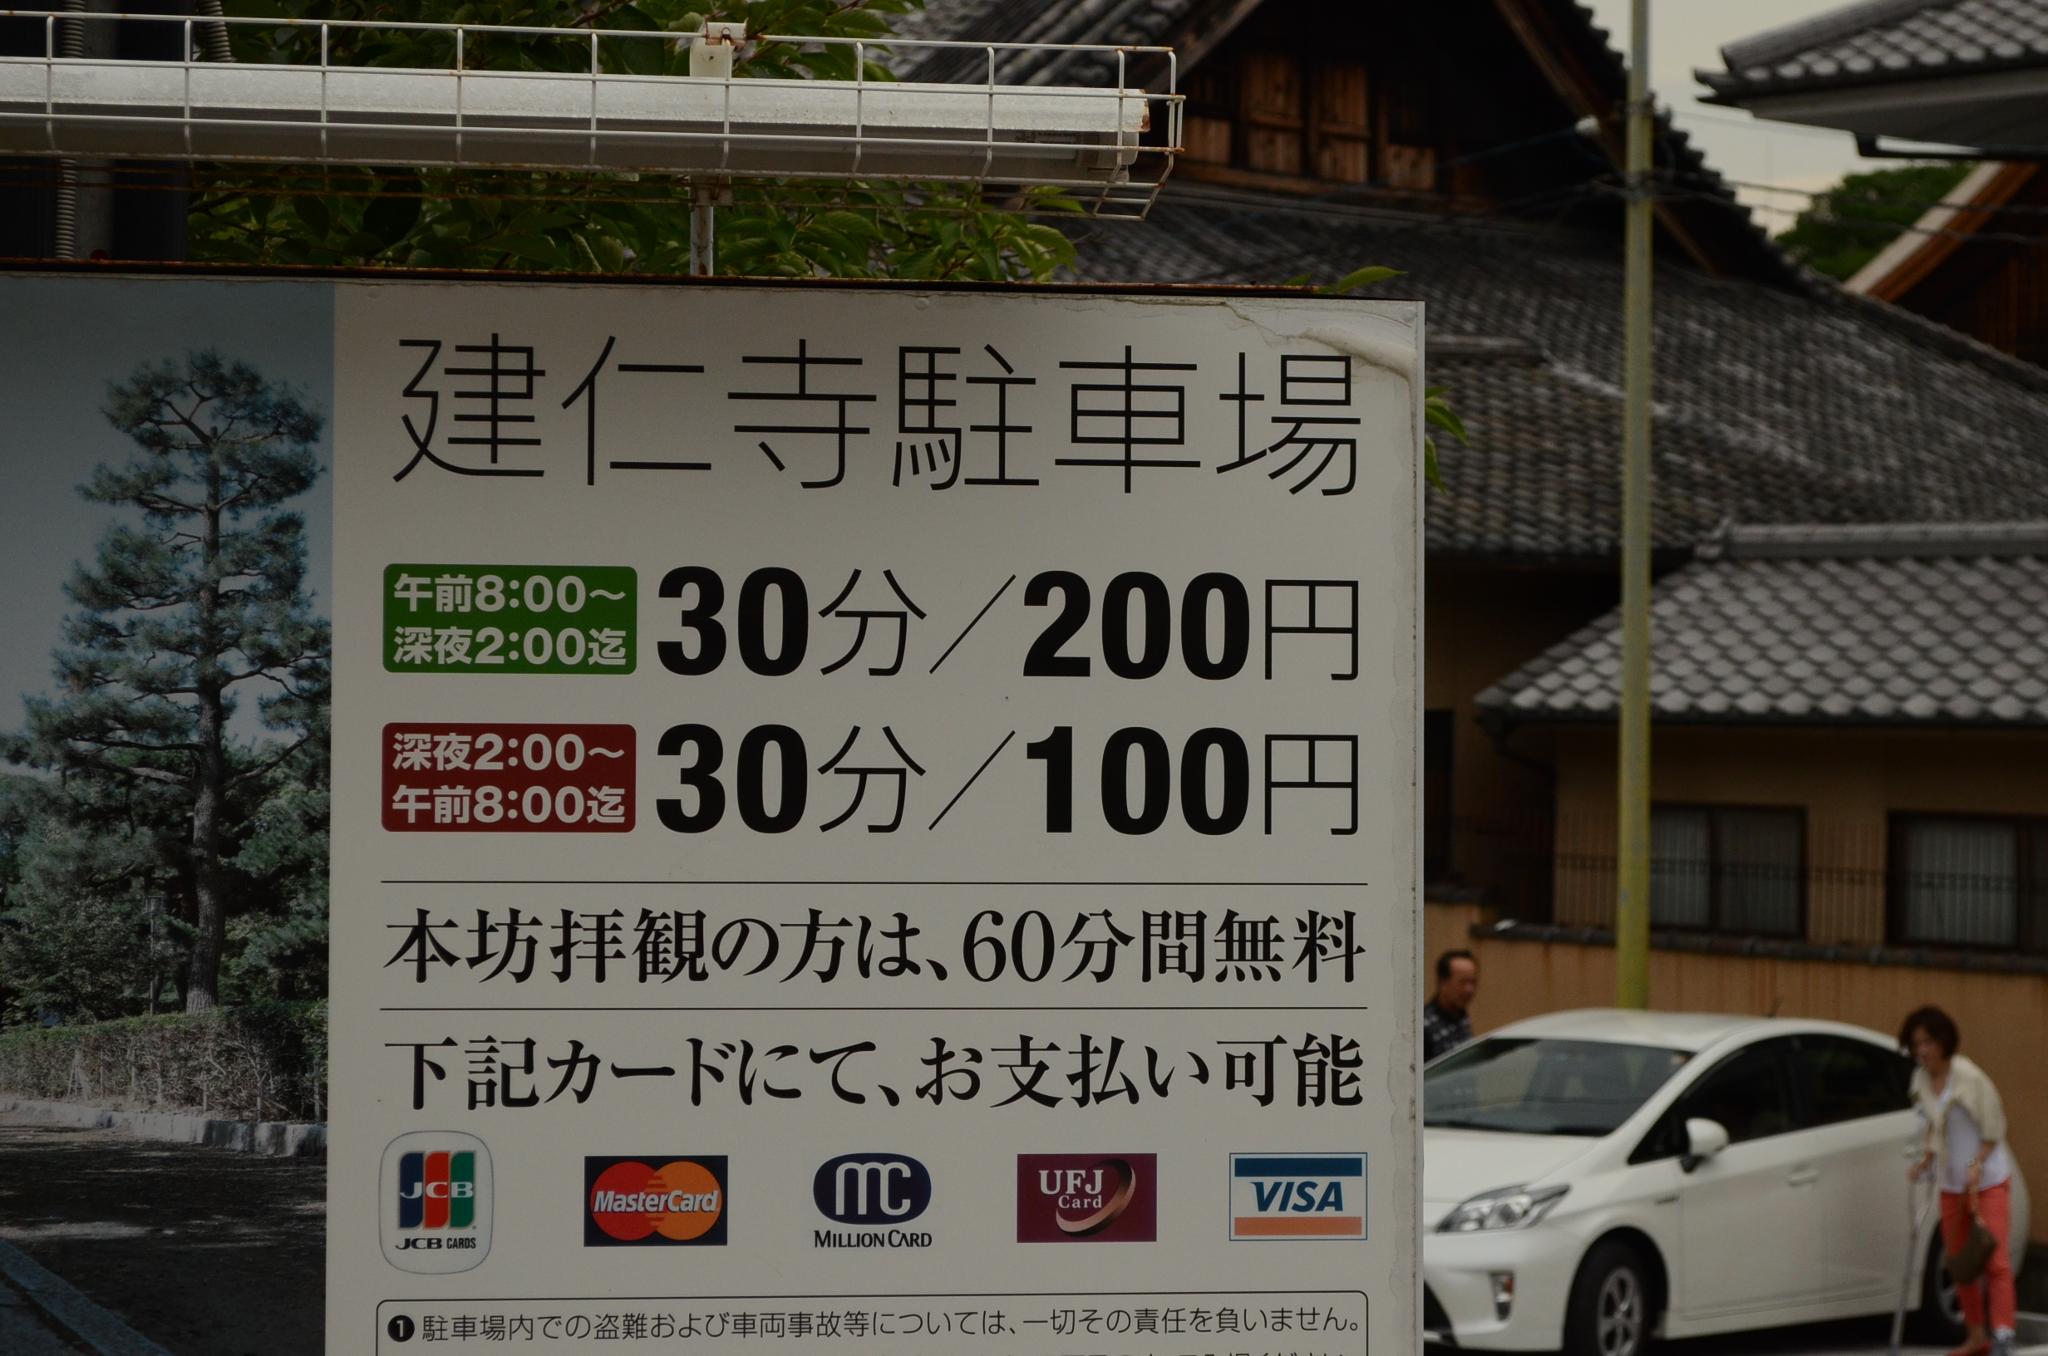 建仁寺駐車場
午前8:00〜
深夜2:00迄
30分／200円
深夜2:00〜
午前8:00迄
30分／100円
本坊拝観の方は、60分間無料
下記カードにて、お支払い可能
JCB
JCB CARDS
MasterCard
MC
MILLION CARD
UFJ
Card
VISA
❶駐車場内での盗難および車両事故等については、一切その責任を負いません。